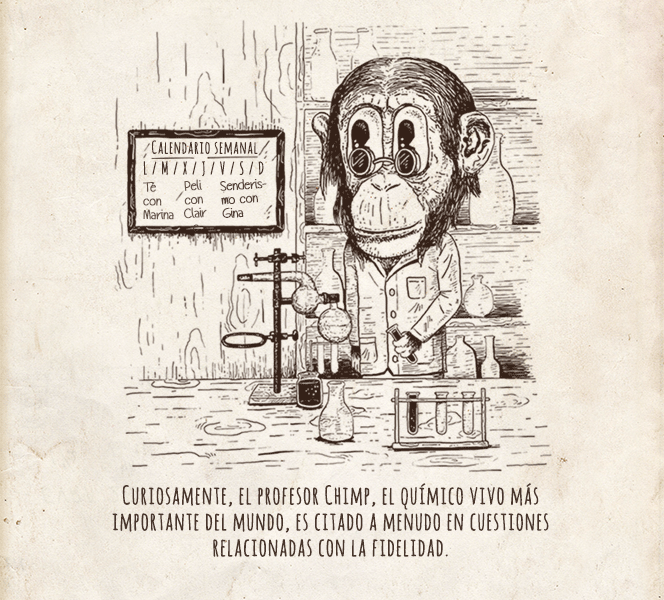 Calendario semanal
L / M / X / J / V / S / D
Té Peli Senderis-
con con mo con
Marina Clair Gina
Curiosamente, el profesor Chimp, el químico vivo más
importante del mundo, es citado a menudo en cuestiones
relacionadas con la fidelidad.